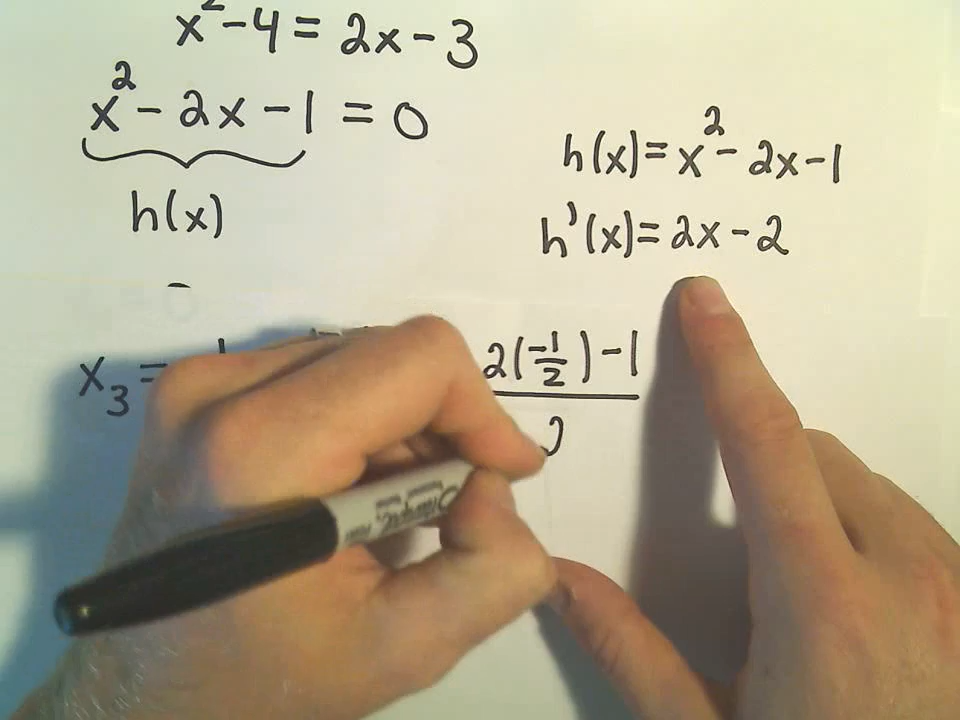 x² - 4 = 2x - 3
x² - 2x - 1 = 0
h(x)
h(x) = x² - 2x - 1
h'(x) = 2x - 2
x₃ = 2(-1/2) - 1